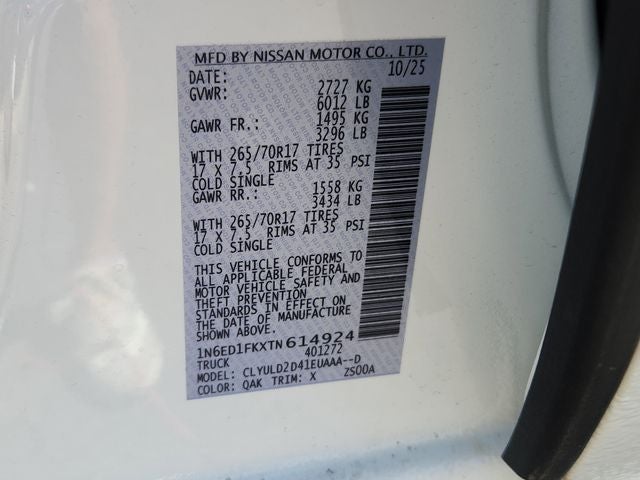 MFD BY NISSAN MOTOR CO., LTD.
DATE: 10/25
GVWR: 2727 KG
6012 LB
GAWR FR.: 1495 KG
3296 LB
WITH 265/70R17 TIRES
17 X 7.5 RIMS AT 35 PSI
COLD SINGLE
GAWR RR.: 1558 KG
3434 LB
WITH 265/70R17 TIRES
17 X 7.5 RIMS AT 35 PSI
COLD SINGLE
THIS VEHICLE CONFORMS TO
ALL APPLICABLE FEDERAL
MOTOR VEHICLE SAFETY AND
THEFT PREVENTION
STANDARDS IN EFFECT ON
THE DATE OF MANUFACTURE
SHOWN ABOVE.
1N6ED1FKXTN614924
TRUCK 401272
MODEL: CLYULD2D41EUAAA--D
COLOR: QAK TRIM: X ZS00A